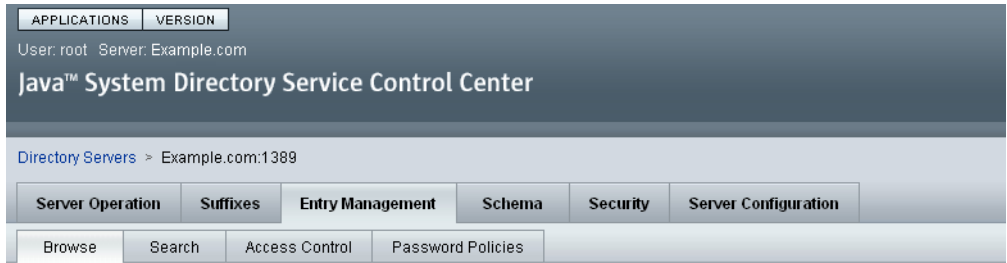 APPLICATIONS VERSION
User: root Server: Example.com
Java™ System Directory Service Control Center
Directory Servers > Example.com:1389
Server Operation Suffixes Entry Management Schema Security Server Configuration
Browse Search Access Control Password Policies